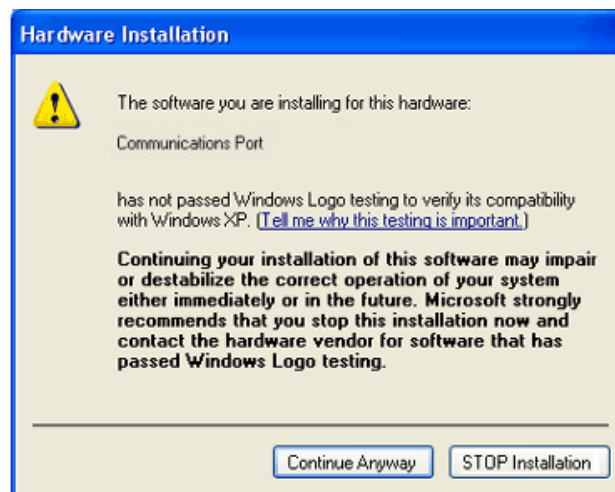 Hardware Installation
The software you are installing for this hardware:
Communications Port
has not passed Windows Logo testing to verify its compatibility
with Windows XP. (Tell me why this testing is important.)
Continuing your installation of this software may impair
or destabilize the correct operation of your system
either immediately or in the future. Microsoft strongly
recommends that you stop this installation now and
contact the hardware vendor for software that has
passed Windows Logo testing.
Continue Anyway STOP Installation